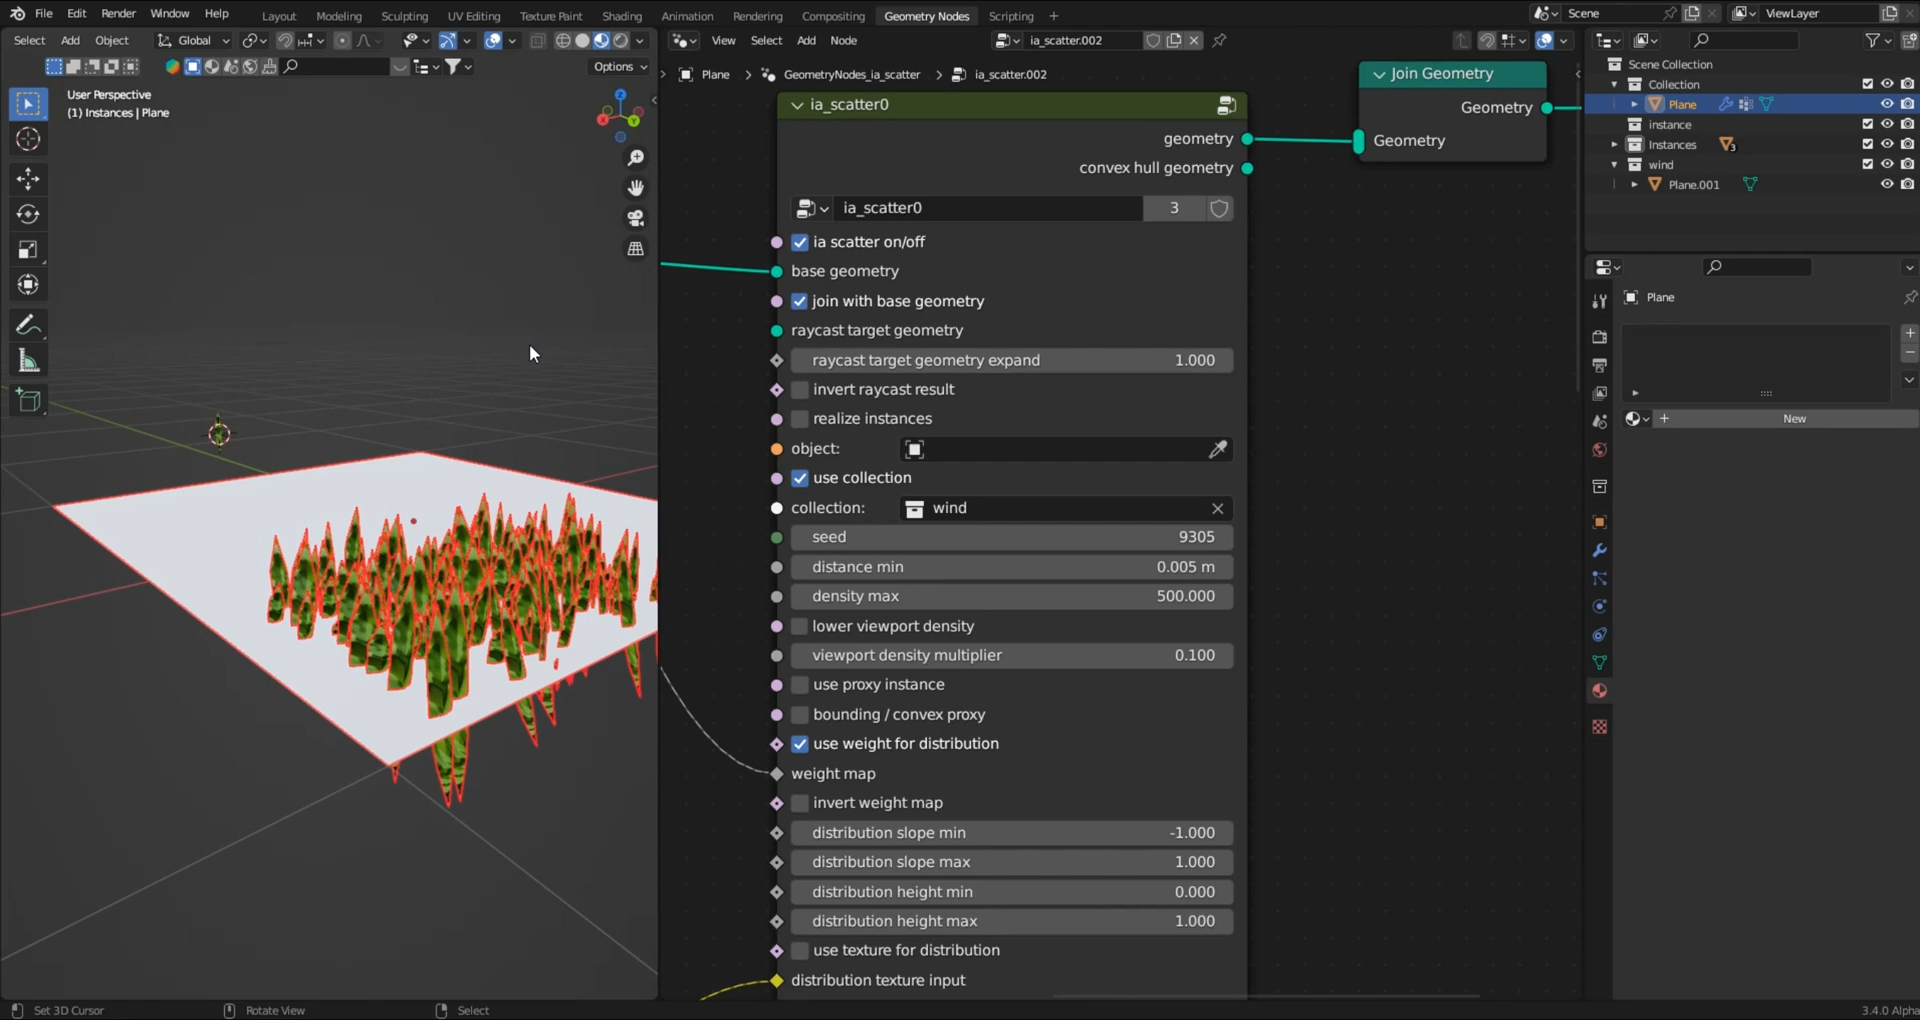 File Edit Render Window Help Layout Modeling Sculpting UV Editing Texture Paint Shading Animation Rendering Compositing Geometry Nodes Scripting + Scene ViewLayer
Select Add Object Global View Select Add Node ia_scatter.002
Options
Plane > GeometryNodes_ia_scatter > ia_scatter.002
User Perspective
(1) Instances | Plane
ia_scatter0
geometry
convex hull geometry
ia_scatter0 3
ia scatter on/off
base geometry
join with base geometry
raycast target geometry
raycast target geometry expand 1.000
invert raycast result
realize instances
object:
use collection
collection: wind
seed 9305
distance min 0.005 m
density max 500.000
lower viewport density
viewport density multiplier 0.100
use proxy instance
bounding / convex proxy
use weight for distribution
weight map
invert weight map
distribution slope min -1.000
distribution slope max 1.000
distribution height min 0.000
distribution height max 1.000
use texture for distribution
distribution texture input
Join Geometry
Geometry
Geometry
Scene Collection
Collection
Plane
instance
Instances 3
wind
Plane.001
Plane
New
Set 3D Cursor Rotate View Select 3.4.0 Alpha